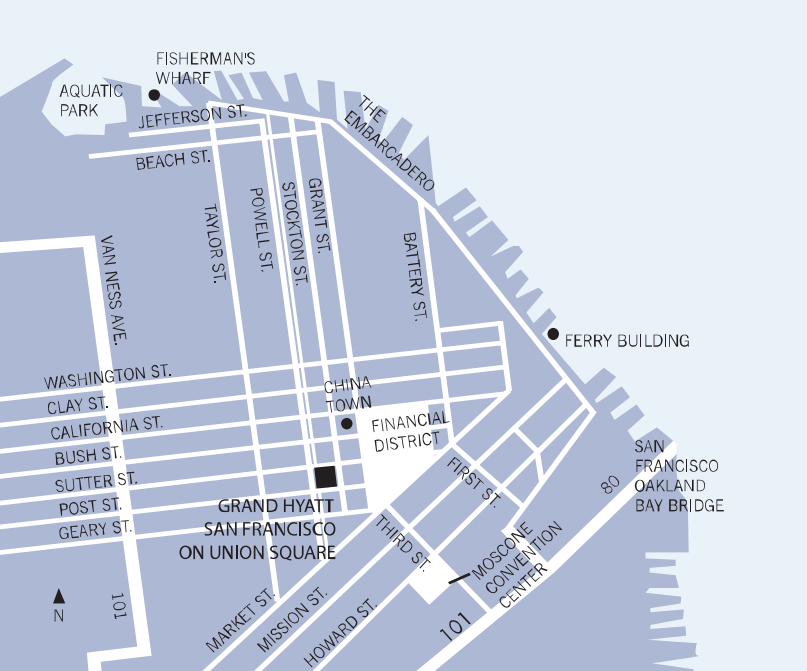 FISHERMAN'S
WHARF
AQUATIC
PARK
JEFFERSON ST.
THE
EMBARCADERO
BEACH ST.
TAYLOR ST.
POWELL ST.
STOCKTON ST.
GRANT ST.
BATTERY ST.
VAN NESS AVE.
FERRY BUILDING
WASHINGTON ST.
CHINA
TOWN
CLAY ST.
CALIFORNIA ST.
FINANCIAL
DISTRICT
BUSH ST.
SUTTER ST.
POST ST.
GEARY ST.
FIRST ST.
SAN
FRANCISCO
OAKLAND
BAY BRIDGE
80
GRAND HYATT
SAN FRANCISCO
ON UNION SQUARE
THIRD ST.
MOSCONE
CONVENTION
CENTER
N
101
MARKET ST.
MISSION ST.
HOWARD ST.
101